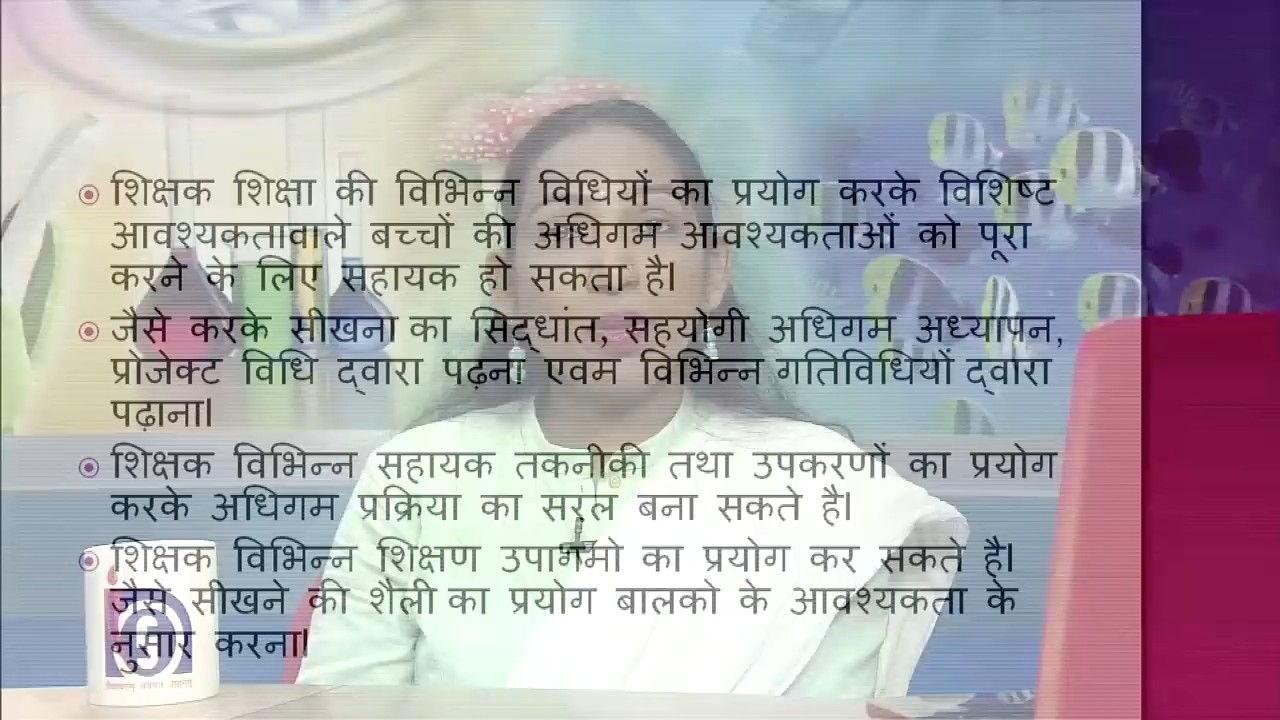 शिक्षक शिक्षा की विभिन्न विधियों का प्रयोग करके विशिष्ट
आवश्यकतावाले बच्चों की अधिगम आवश्यकताओं को पूरा
करने के लिए सहायक हो सकता है।
जैसे करके सीखना का सिद्धांत, सहयोगी अधिगम अध्यापन,
प्रोजेक्ट विधि द्वारा पढ़ना एवम विभिन्न गतिविधियों द्वारा
पढ़ाना।
शिक्षक विभिन्न सहायक तकनीकी तथा उपकरणों का प्रयोग
करके अधिगम प्रक्रिया का सरल बना सकते है।
शिक्षक विभिन्न शिक्षण उपागमो का प्रयोग कर सकते है।
जैसे सीखने की शैली का प्रयोग बालको के आवश्यकता के
नुसार करना।